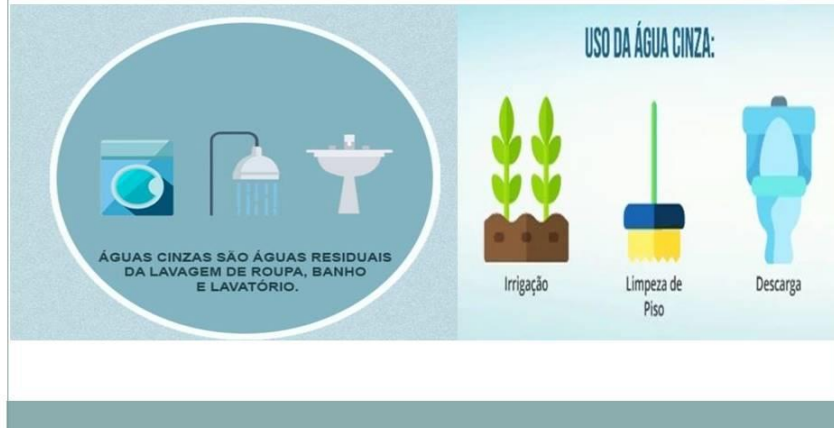 ÁGUAS CINZAS SÃO ÁGUAS RESIDUAIS
DA LAVAGEM DE ROUPA, BANHO
E LAVATÓRIO.
USO DA ÁGUA CINZA:
Irrigação
Limpeza de
Piso
Descarga